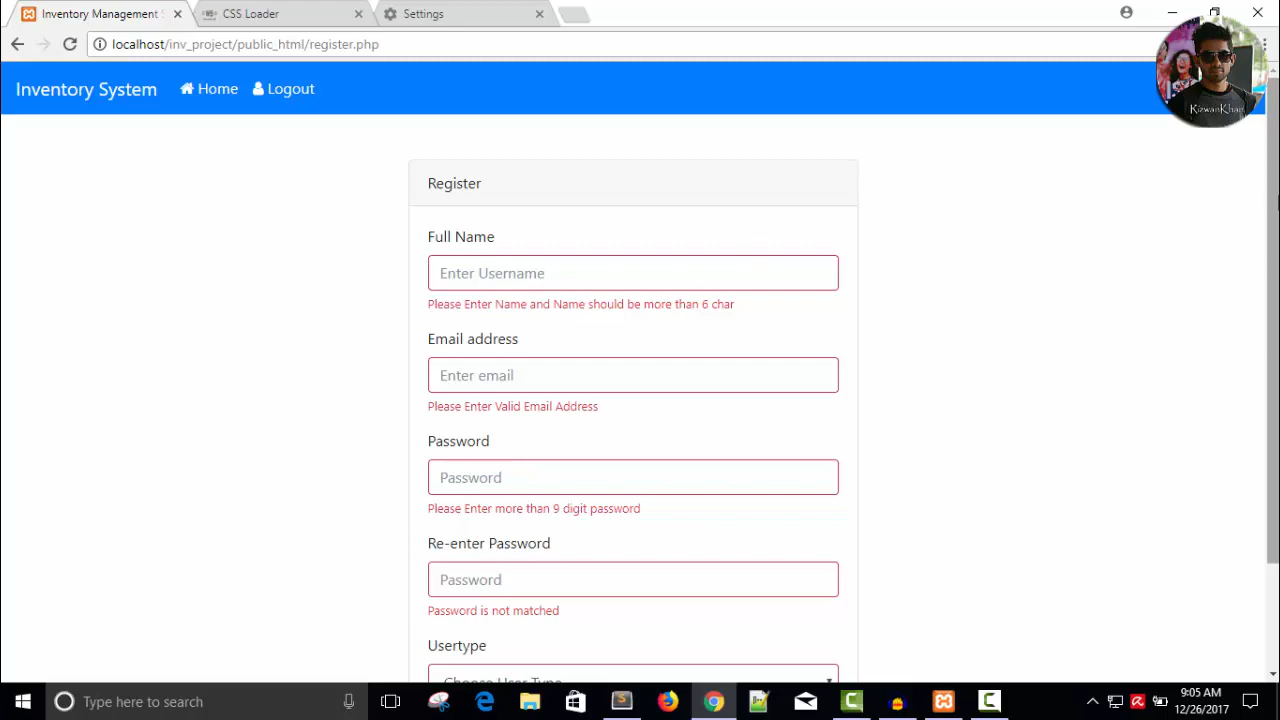 Inventory Management S
CSS Loader
Settings
localhost/inv_project/public_html/register.php
Inventory System
Home
Logout
RizwanKhan
Register
Full Name
Enter Username
Please Enter Name and Name should be more than 6 char
Email address
Enter email
Please Enter Valid Email Address
Password
Password
Please Enter more than 9 digit password
Re-enter Password
Password
Password is not matched
Usertype
Choose User Type
Type here to search
9:05 AM
12/26/2017